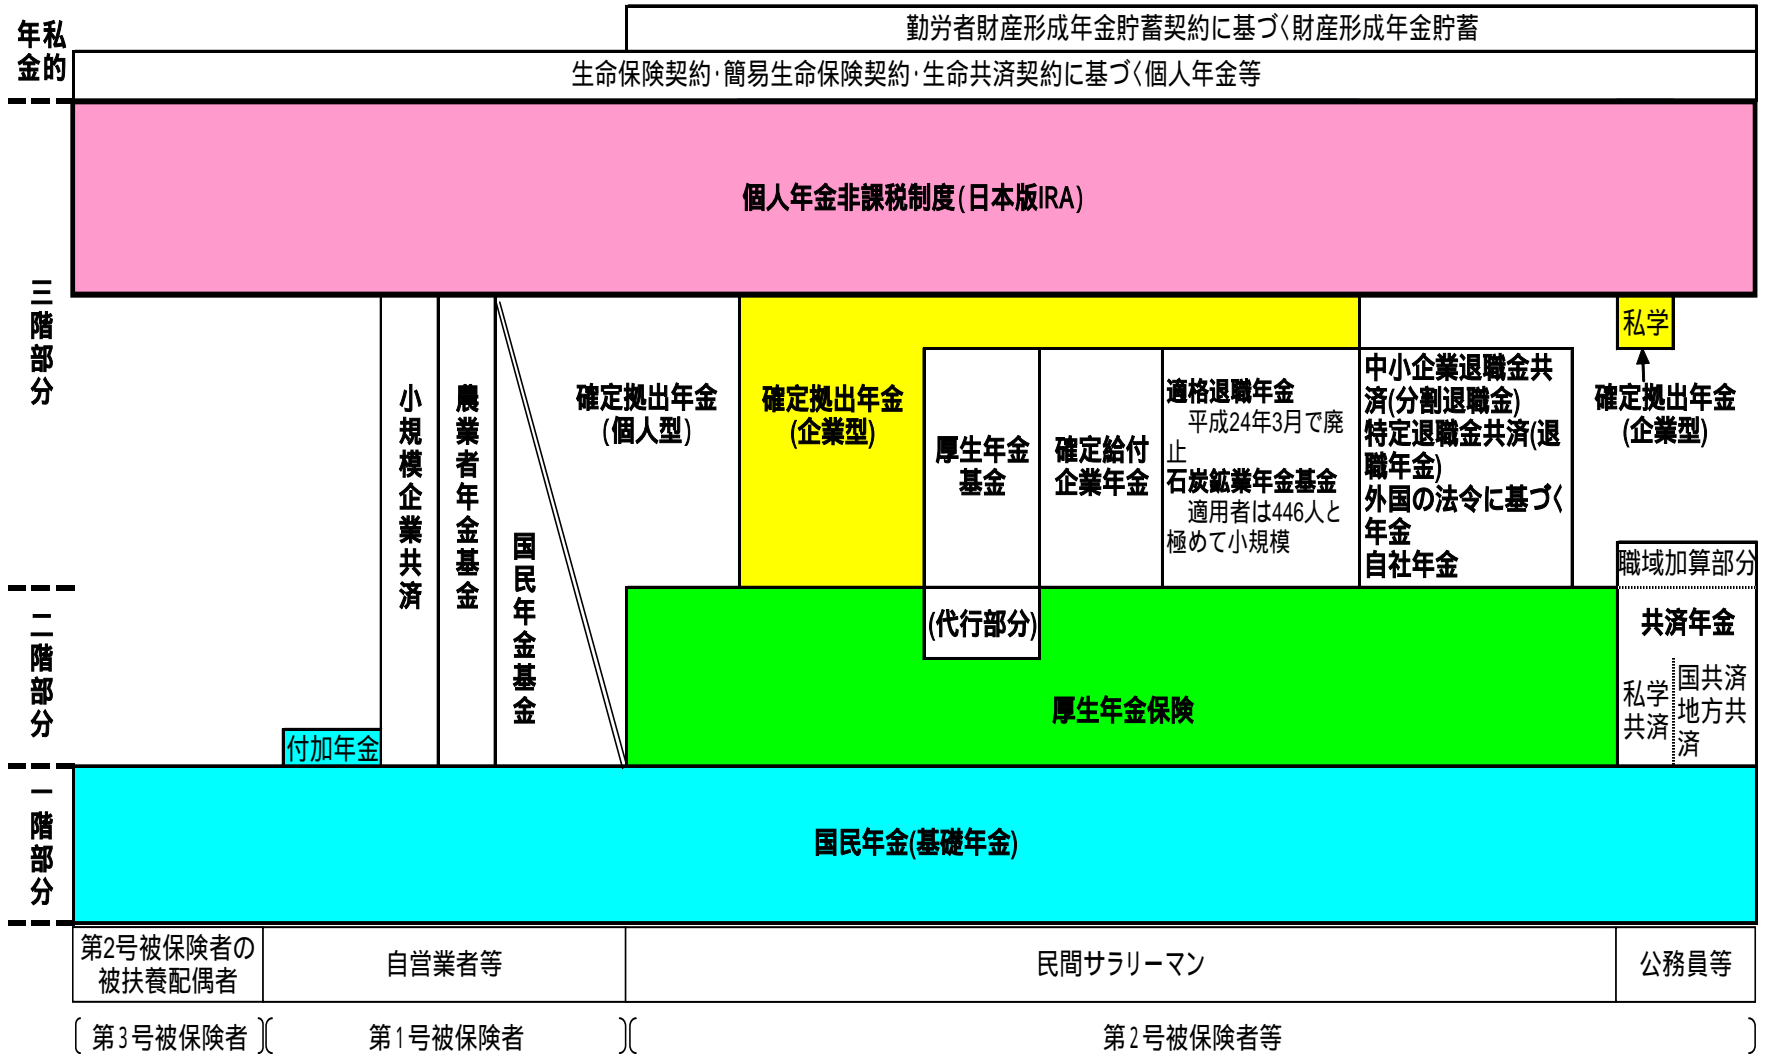 私的
年金
勤労者財産形成年金貯蓄契約に基づく財産形成年金貯蓄
生命保険契約・簡易生命保険契約・生命共済契約に基づく個人年金等
個人年金非課税制度(日本版IRA)
三階部分
小規模企業共済
農業者年金基金
国民年金基金
確定拠出年金
(個人型)
確定拠出年金
(企業型)
厚生年金
基金
確定給付
企業年金
適格退職年金
平成24年3月で廃
止
石炭鉱業年金基金
適用者は446人と
極めて小規模
中小企業退職金共
済(分割退職金)
特定退職金共済(退
職年金)
外国の法令に基づく
年金
自社年金
私学
確定拠出年金
(企業型)
職域加算部分
二階部分
付加年金
(代行部分)
厚生年金保険
共済年金
私学
共済
国共済
地方共
済
一階部分
国民年金(基礎年金)
第2号被保険者の
被扶養配偶者
自営業者等
民間サラリーマン
公務員等
第3号被保険者
第1号被保険者
第2号被保険者等